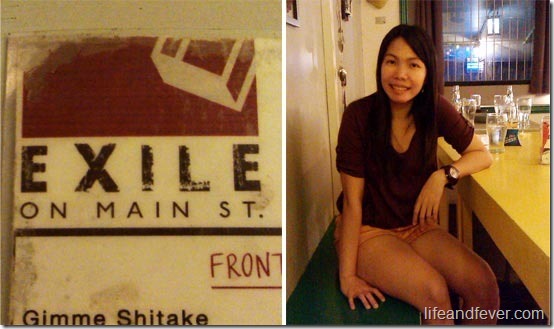 EXILE
ON MAIN ST.
FRONT
Gimme Shitake
lifeandfever.com